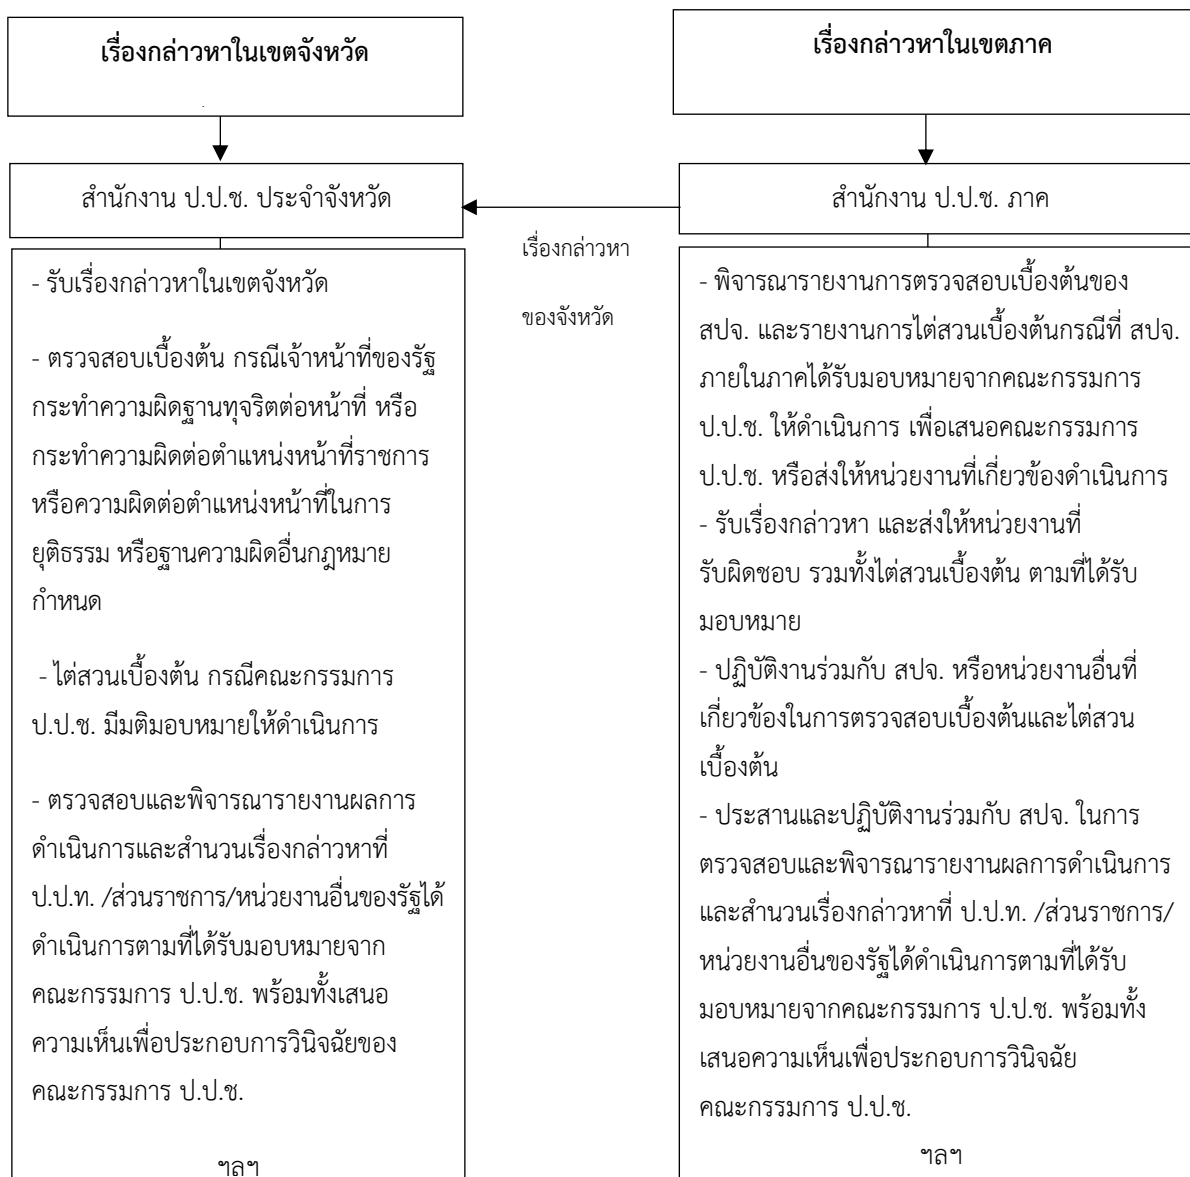 เรื่องกล่าวหาในเขตจังหวัด
สำนักงาน ป.ป.ช. ประจำจังหวัด
- รับเรื่องกล่าวหาในเขตจังหวัด
- ตรวจสอบเบื้องต้น กรณีเจ้าหน้าที่ของรัฐ
กระทำความผิดฐานทุจริตต่อหน้าที่ หรือ
กระทำความผิดต่อตำแหน่งหน้าที่ราชการ
หรือความผิดต่อตำแหน่งหน้าที่ในการ
ยุติธรรม หรือฐานความผิดอื่นกฎหมาย
กำหนด
- ไต่สวนเบื้องต้น กรณีคณะกรรมการ
ป.ป.ช. มีมติมอบหมายให้ดำเนินการ
- ตรวจสอบและพิจารณารายงานผลการ
ดำเนินการและสำนวนเรื่องกล่าวหาที่
ป.ป.ท. /ส่วนราชการ/หน่วยงานอื่นของรัฐได้
ดำเนินการตามที่ได้รับมอบหมายจาก
คณะกรรมการ ป.ป.ช. พร้อมทั้งเสนอ
ความเห็นเพื่อประกอบการวินิจฉัยของ
คณะกรรมการ ป.ป.ช.
ฯลฯ
เรื่องกล่าวหา
ของจังหวัด
เรื่องกล่าวหาในเขตภาค
สำนักงาน ป.ป.ช. ภาค
- พิจารณารายงานการตรวจสอบเบื้องต้นของ
สปจ. และรายงานการไต่สวนเบื้องต้นกรณีที่ สปจ.
ภายในภาคได้รับมอบหมายจากคณะกรรมการ
ป.ป.ช. ให้ดำเนินการ เพื่อเสนอคณะกรรมการ
ป.ป.ช. หรือส่งให้หน่วยงานที่เกี่ยวข้องดำเนินการ
- รับเรื่องกล่าวหา และส่งให้หน่วยงานที่
รับผิดชอบ รวมทั้งไต่สวนเบื้องต้น ตามที่ได้รับ
มอบหมาย
- ปฏิบัติงานร่วมกับ สปจ. หรือหน่วยงานอื่นที่
เกี่ยวข้องในการตรวจสอบเบื้องต้นและไต่สวน
เบื้องต้น
- ประสานและปฏิบัติงานร่วมกับ สปจ. ในการ
ตรวจสอบและพิจารณารายงานผลการดำเนินการ
และสำนวนเรื่องกล่าวหาที่ ป.ป.ท. /ส่วนราชการ/
หน่วยงานอื่นของรัฐได้ดำเนินการตามที่ได้รับ
มอบหมายจากคณะกรรมการ ป.ป.ช. พร้อมทั้ง
เสนอความเห็นเพื่อประกอบการวินิจฉัย
คณะกรรมการ ป.ป.ช.
ฯลฯ